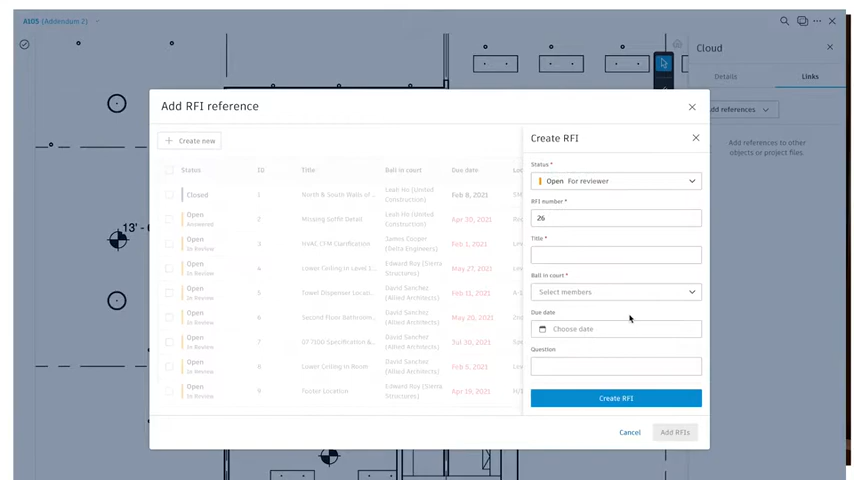 A105 (Addendum 2)
Cloud
Details
Links
Add references
Add references to other
objects or project files.
13' -
Add RFI reference
Create new
Status
ID
Title
Ball in court
Due date
Closed
1
North & South Walls of ...
Leah Ho (United
Construction)
Feb 8, 2021
Open
Answered
2
Missing Soffit Detail
Leah Ho (United
Construction)
Apr 30, 2021
Open
In Review
3
HVAC CFM Clarification
James Cooper
(Delta Engineers)
Feb 1, 2021
Open
In Review
4
Lower Ceiling in Level 1...
Edward Roy (Sierra
Structures)
May 27, 2021
Open
In Review
5
Towel Dispenser Locati...
David Sanchez
(Allied Architects)
Feb 11, 2021
Open
In Review
6
Second Floor Bathroom...
David Sanchez
(Allied Architects)
May 20, 2021
Open
In Review
7
07 7100 Specification &...
David Sanchez
(Allied Architects)
Jul 30, 2021
Open
In Review
8
Lower Ceiling in Room
David Sanchez
(Allied Architects)
Feb 5, 2021
Open
In Review
9
Footer Location
Edward Roy (Sierra
Structures)
Apr 19, 2021
Create RFI
Status *
Open For reviewer
RFI number *
26
Title *
Ball in court *
Select members
Due date
Choose date
Question
Create RFI
Cancel
Add RFIs